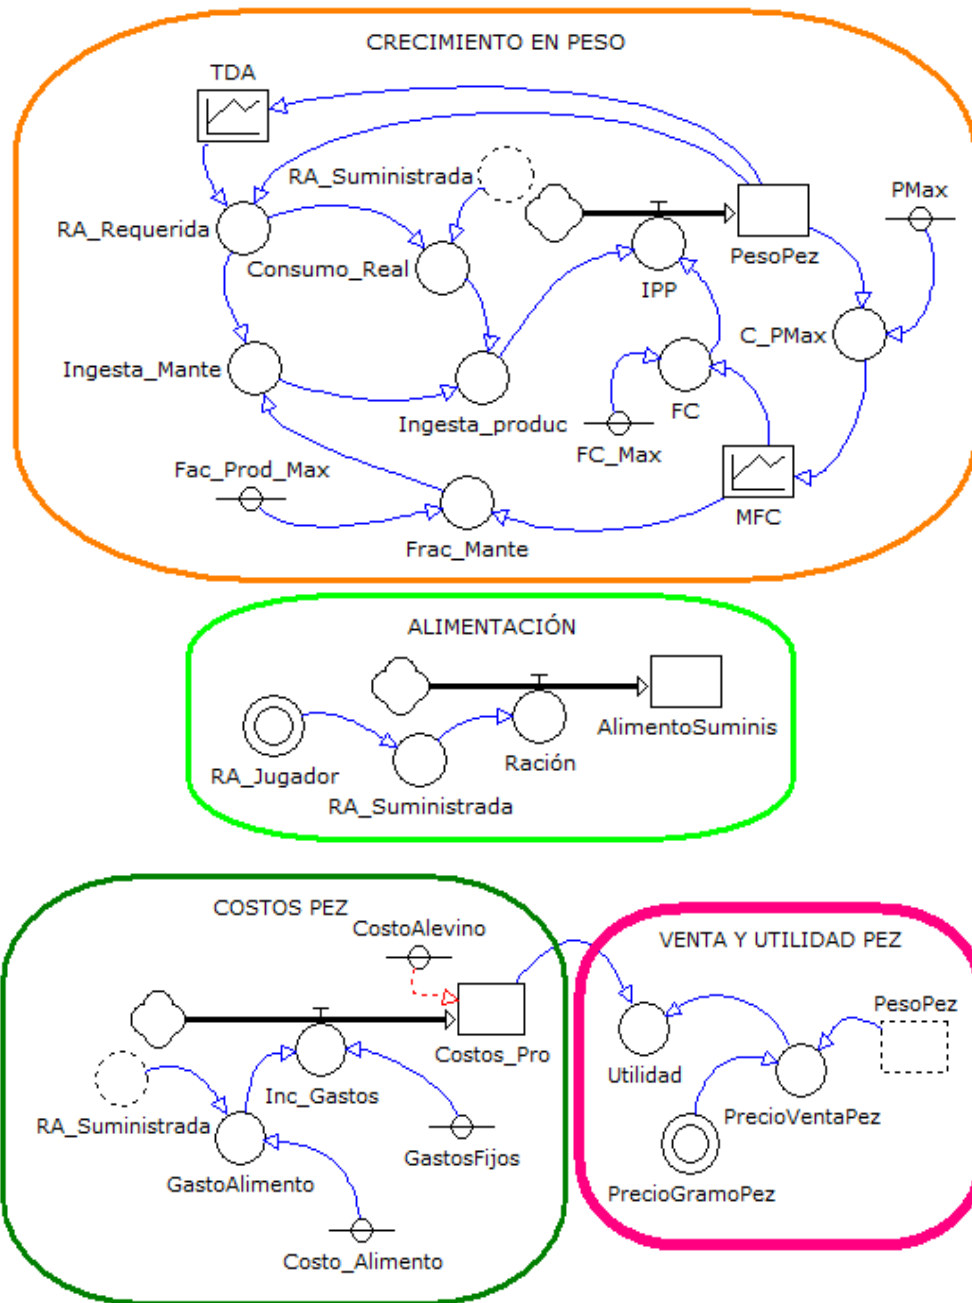 CRECIMIENTO EN PESO
TDA
RA_Suministrada
PMax
RA_Requerida
Consumo_Real
IPP
PesoPez
C_PMax
Ingesta_Mante
Ingesta_produc
FC
FC_Max
Fac_Prod_Max
MFC
Frac_Mante
ALIMENTACIÓN
AlimentoSuminis
RA_Jugador
Ración
RA_Suministrada
COSTOS PEZ
CostoAlevino
Costos_Pro
Inc_Gastos
RA_Suministrada
GastosFijos
GastoAlimento
Costo_Alimento
VENTA Y UTILIDAD PEZ
PesoPez
Utilidad
PrecioVentaPez
PrecioGramoPez